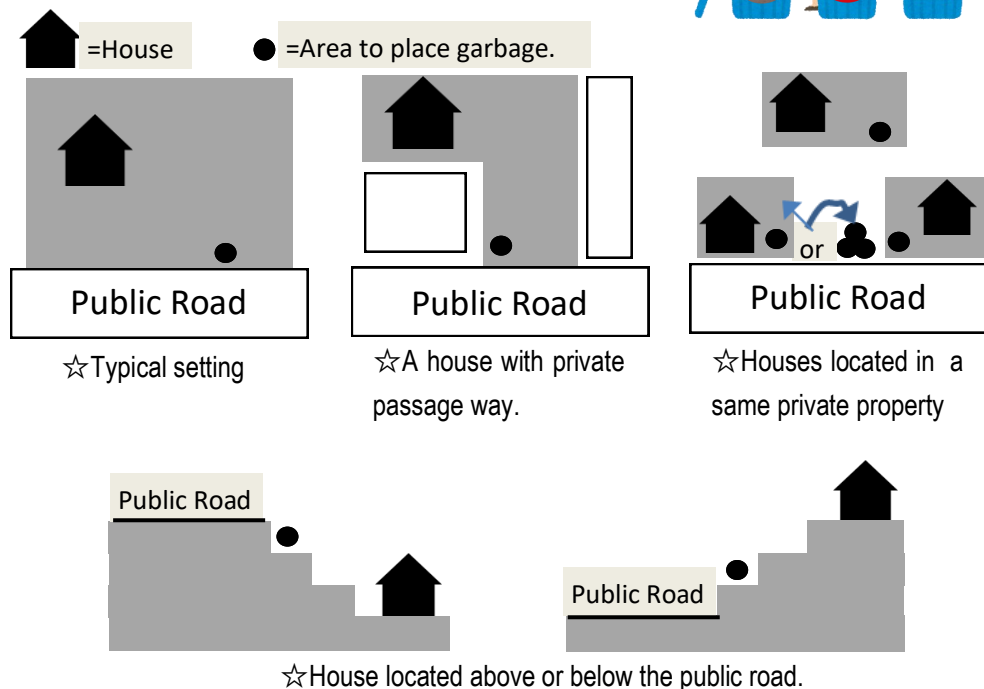 =House
=Area to place garbage.
or
Public Road
Public Road
Public Road
☆Typical setting
☆A house with private
passage way.
☆Houses located in a
same private property
Public Road
Public Road
☆House located above or below the public road.